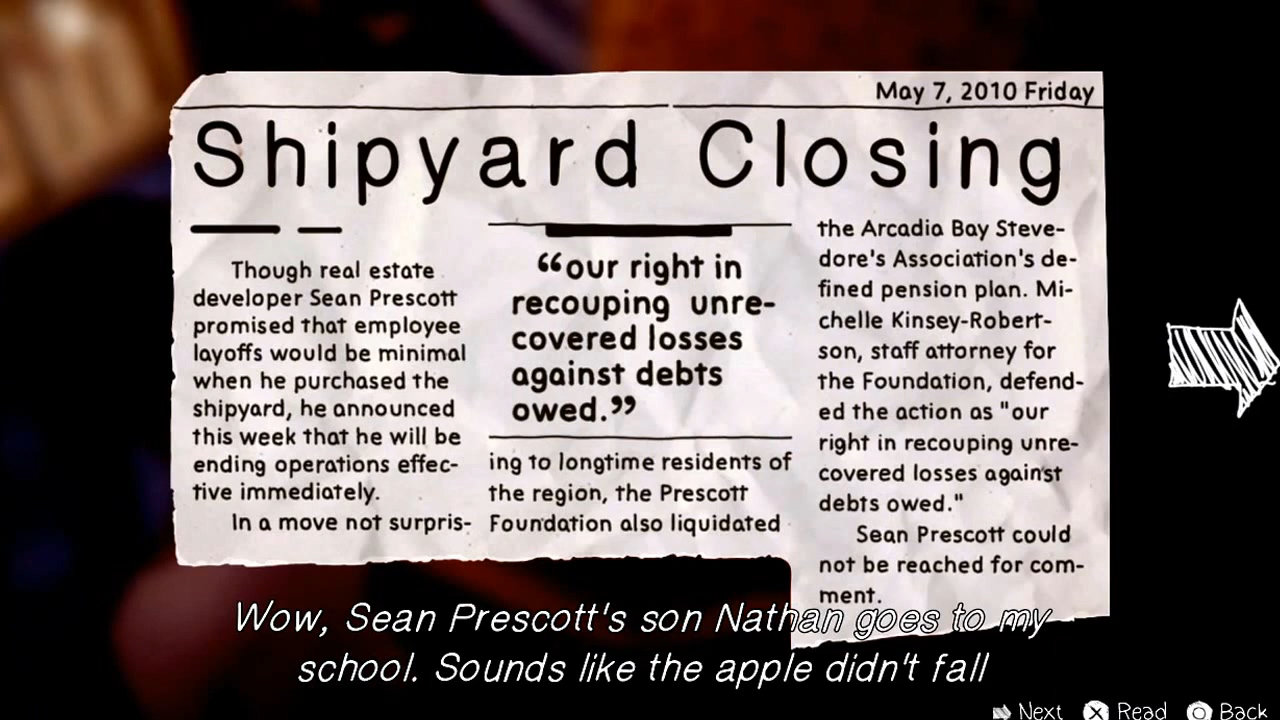 May 7, 2010 Friday
Shipyard Closing
Though real estate
developer Sean Prescott
promised that employee
layoffs would be minimal
when he purchased the
shipyard, he announced
this week that he will be
ending operations effec-
tive immediately.
In a move not surpris-
“our right in
recouping unre-
covered losses
against debts
owed.”
ing to longtime residents of
the region, the Prescott
Foundation also liquidated
the Arcadia Bay Steve-
dore's Association's de-
fined pension plan. Mi-
chelle Kinsey-Robert-
son, staff attorney for
the Foundation, defend-
ed the action as "our
right in recouping unre-
covered losses against
debts owed."
Sean Prescott could
not be reached for com-
ment.
Wow, Sean Prescott's son Nathan goes to my
school. Sounds like the apple didn't fall
Next Read Back